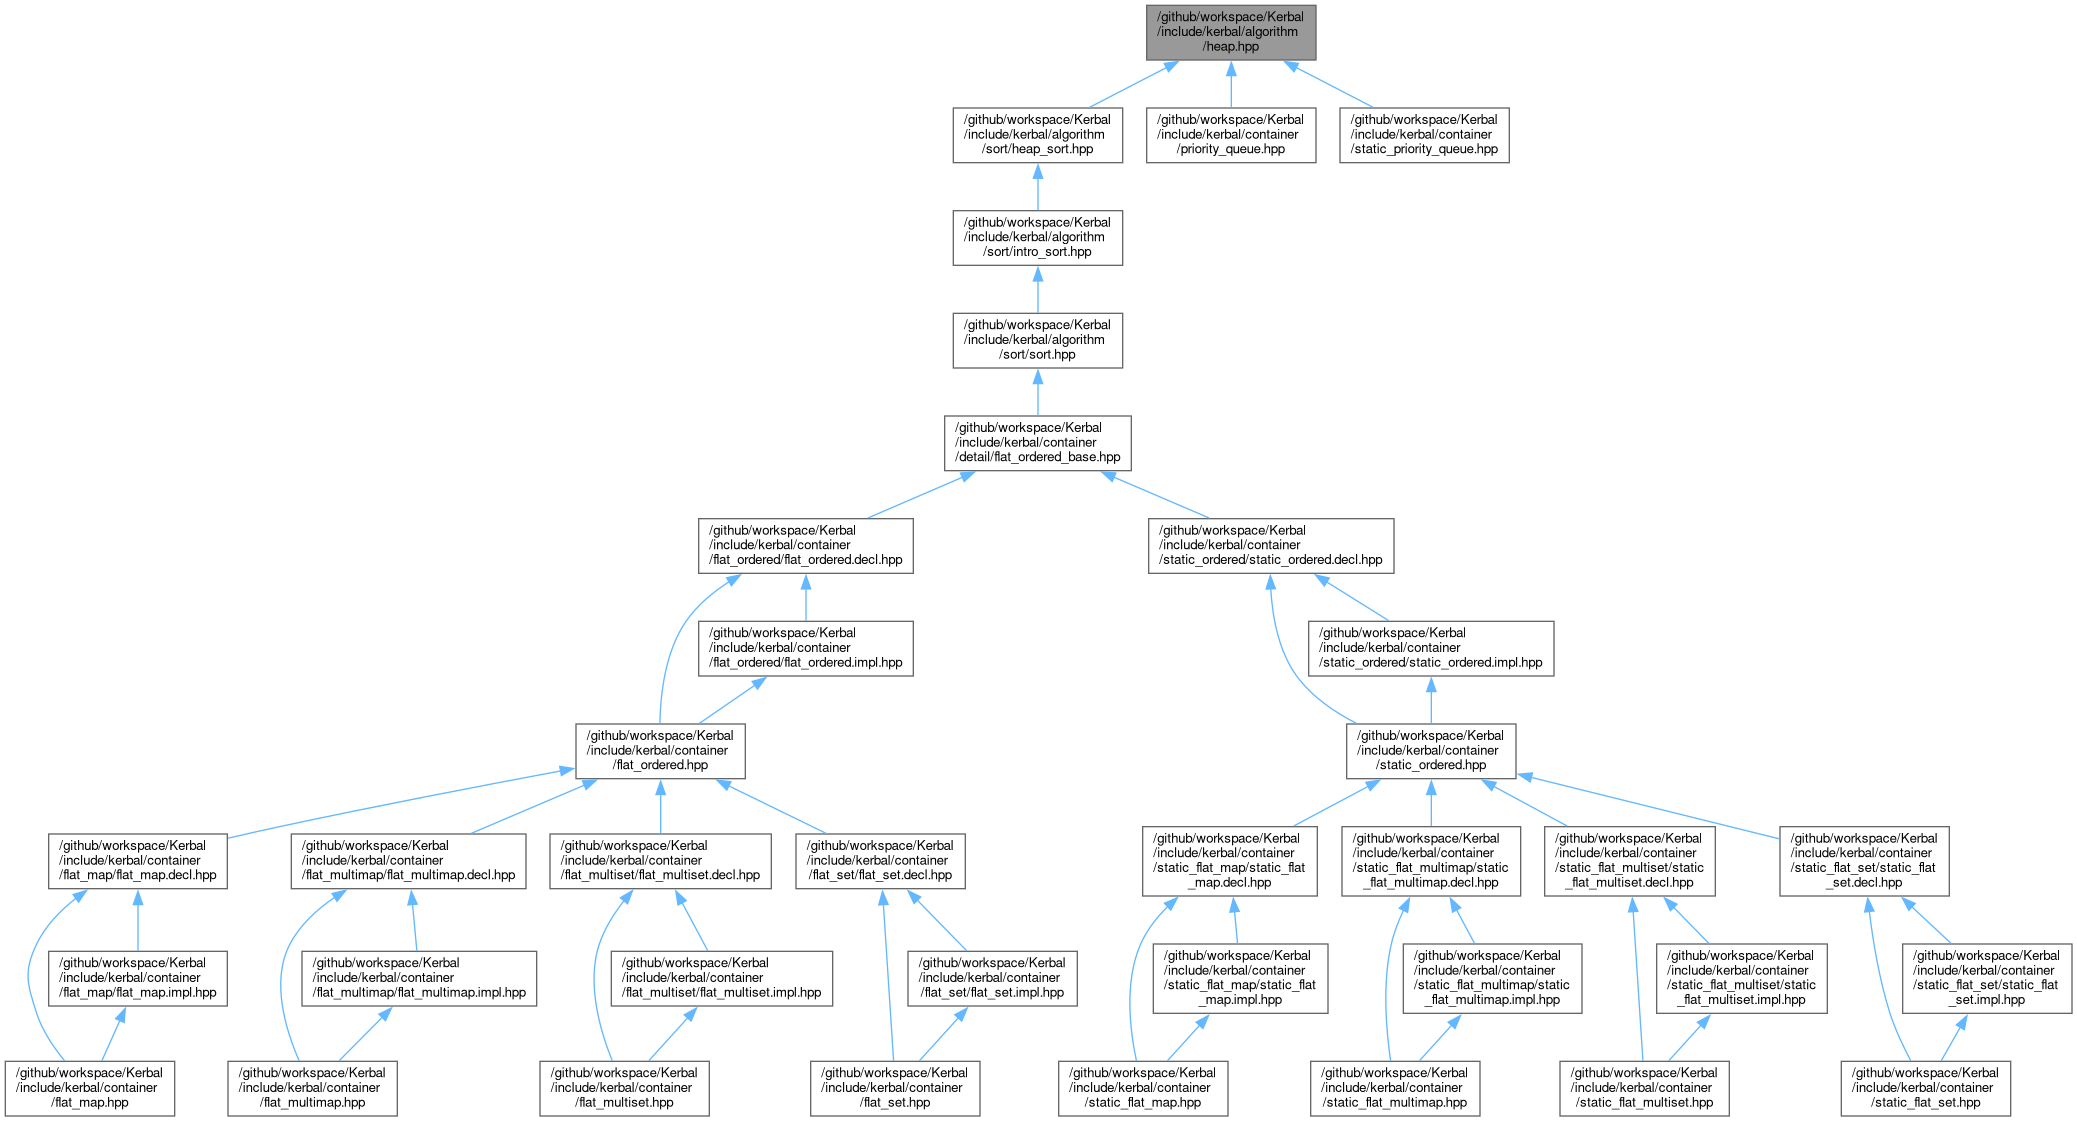 /github/workspace/Kerbal
/include/kerbal/algorithm
/heap.hpp
/github/workspace/Kerbal
/include/kerbal/algorithm
/sort/heap_sort.hpp
/github/workspace/Kerbal
/include/kerbal/container
/priority_queue.hpp
/github/workspace/Kerbal
/include/kerbal/container
/static_priority_queue.hpp
/github/workspace/Kerbal
/include/kerbal/algorithm
/sort/intro_sort.hpp
/github/workspace/Kerbal
/include/kerbal/algorithm
/sort/sort.hpp
/github/workspace/Kerbal
/include/kerbal/container
/detail/flat_ordered_base.hpp
/github/workspace/Kerbal
/include/kerbal/container
/flat_ordered/flat_ordered.decl.hpp
/github/workspace/Kerbal
/include/kerbal/container
/static_ordered/static_ordered.decl.hpp
/github/workspace/Kerbal
/include/kerbal/container
/flat_ordered/flat_ordered.impl.hpp
/github/workspace/Kerbal
/include/kerbal/container
/static_ordered/static_ordered.impl.hpp
/github/workspace/Kerbal
/include/kerbal/container
/flat_ordered.hpp
/github/workspace/Kerbal
/include/kerbal/container
/static_ordered.hpp
/github/workspace/Kerbal
/include/kerbal/container
/flat_map/flat_map.decl.hpp
/github/workspace/Kerbal
/include/kerbal/container
/flat_multimap/flat_multimap.decl.hpp
/github/workspace/Kerbal
/include/kerbal/container
/flat_multiset/flat_multiset.decl.hpp
/github/workspace/Kerbal
/include/kerbal/container
/flat_set/flat_set.decl.hpp
/github/workspace/Kerbal
/include/kerbal/container
/static_flat_map/static_flat
_map.decl.hpp
/github/workspace/Kerbal
/include/kerbal/container
/static_flat_multimap/static
_flat_multimap.decl.hpp
/github/workspace/Kerbal
/include/kerbal/container
/static_flat_multiset/static
_flat_multiset.decl.hpp
/github/workspace/Kerbal
/include/kerbal/container
/static_flat_set/static_flat
_set.decl.hpp
/github/workspace/Kerbal
/include/kerbal/container
/flat_map/flat_map.impl.hpp
/github/workspace/Kerbal
/include/kerbal/container
/flat_multimap/flat_multimap.impl.hpp
/github/workspace/Kerbal
/include/kerbal/container
/flat_multiset/flat_multiset.impl.hpp
/github/workspace/Kerbal
/include/kerbal/container
/flat_set/flat_set.impl.hpp
/github/workspace/Kerbal
/include/kerbal/container
/static_flat_map/static_flat
_map.impl.hpp
/github/workspace/Kerbal
/include/kerbal/container
/static_flat_multimap/static
_flat_multimap.impl.hpp
/github/workspace/Kerbal
/include/kerbal/container
/static_flat_multiset/static
_flat_multiset.impl.hpp
/github/workspace/Kerbal
/include/kerbal/container
/static_flat_set/static_flat
_set.impl.hpp
/github/workspace/Kerbal
/include/kerbal/container
/flat_map.hpp
/github/workspace/Kerbal
/include/kerbal/container
/flat_multimap.hpp
/github/workspace/Kerbal
/include/kerbal/container
/flat_multiset.hpp
/github/workspace/Kerbal
/include/kerbal/container
/flat_set.hpp
/github/workspace/Kerbal
/include/kerbal/container
/static_flat_map.hpp
/github/workspace/Kerbal
/include/kerbal/container
/static_flat_multimap.hpp
/github/workspace/Kerbal
/include/kerbal/container
/static_flat_multiset.hpp
/github/workspace/Kerbal
/include/kerbal/container
/static_flat_set.hpp